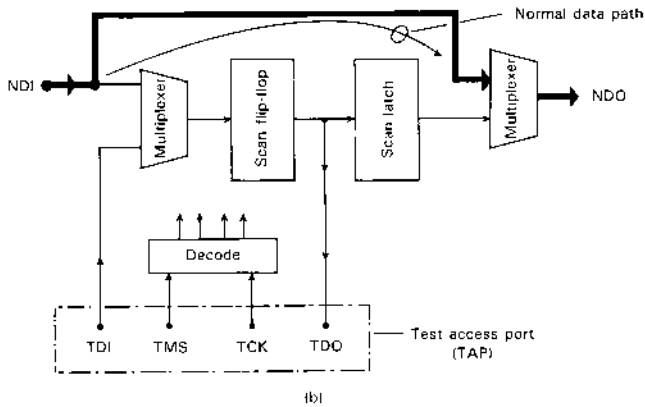 Normal data path
NDI
Multiplexer
Scan flip-flop
Scan latch
Multiplexer
NDO
Decode
TDI
TMS
TCK
TDO
Test access port
(TAP)
(b)